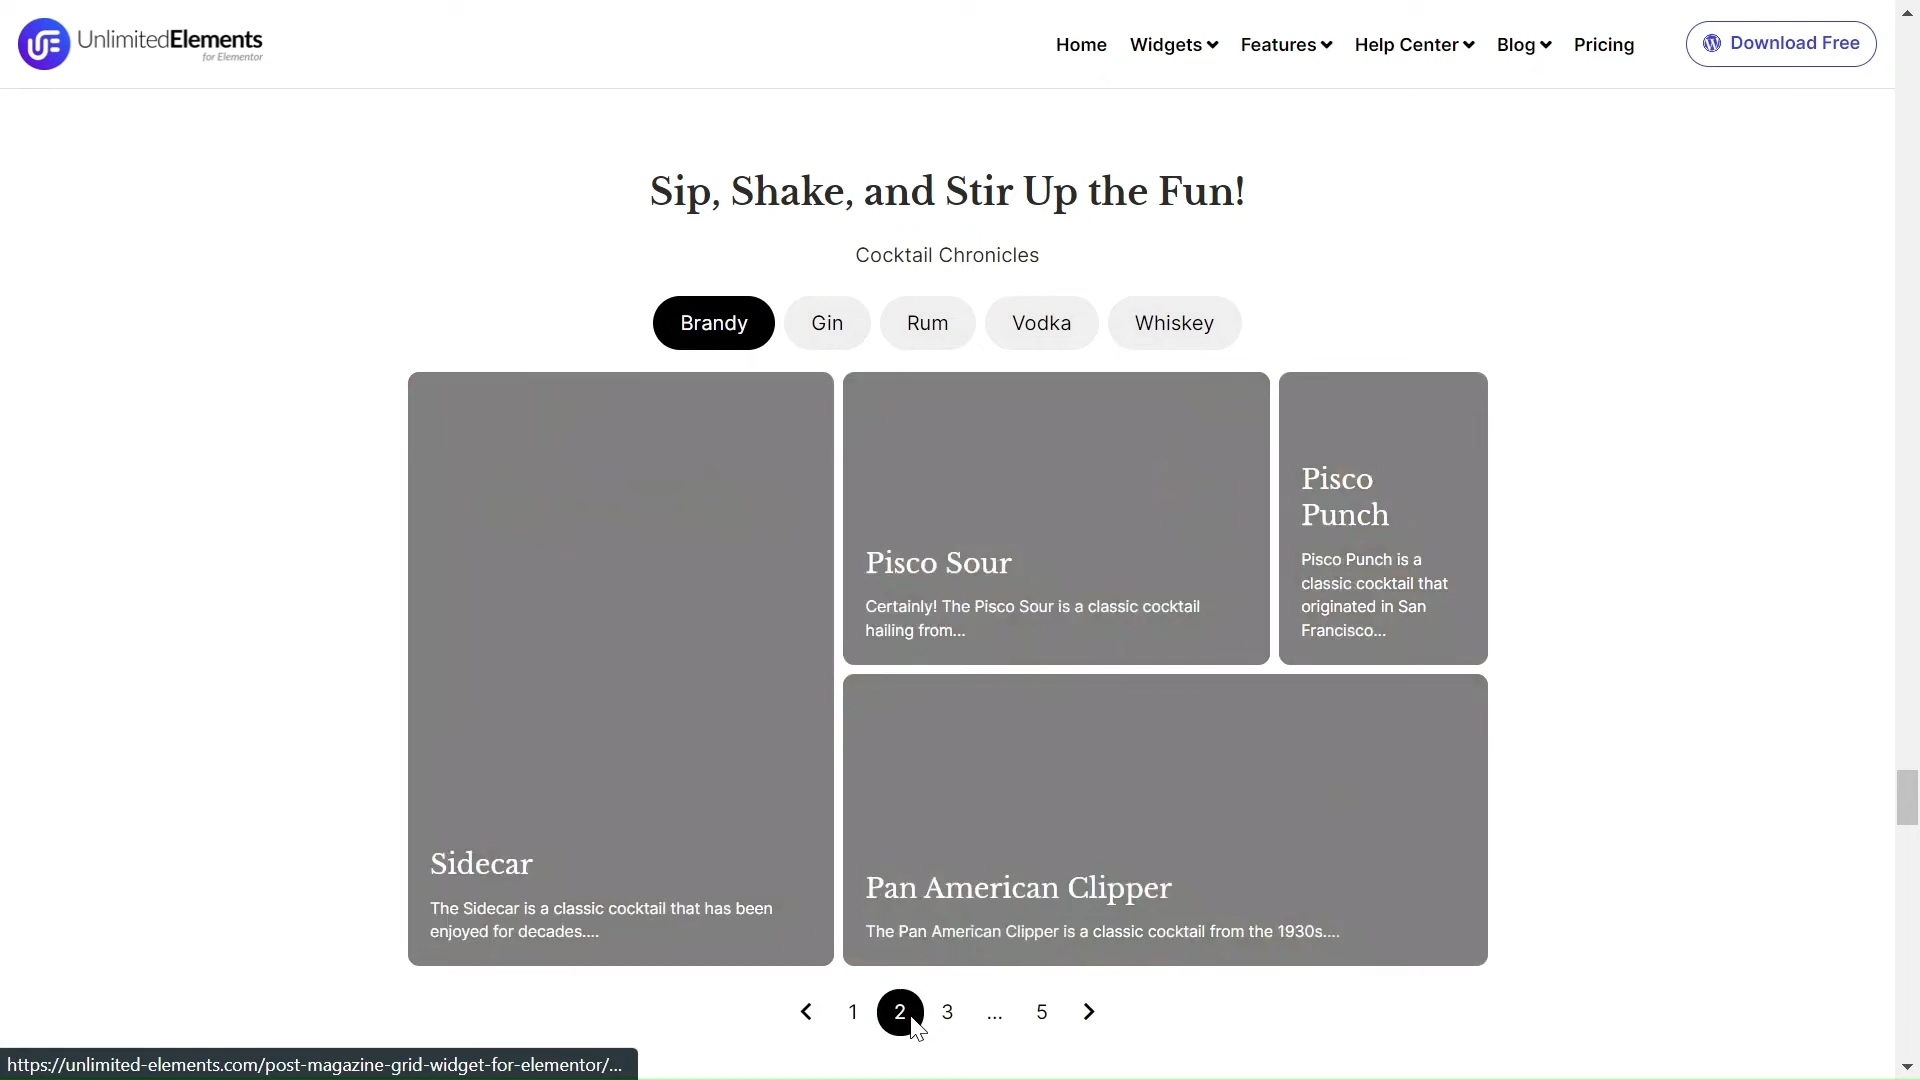 UnlimitedElements
for Elementor
Home Widgets Features Help Center Blog Pricing Download Free
Sip, Shake, and Stir Up the Fun!
Cocktail Chronicles
Brandy Gin Rum Vodka Whiskey
Sidecar
The Sidecar is a classic cocktail that has been
enjoyed for decades....
Pisco Sour
Certainly! The Pisco Sour is a classic cocktail
hailing from...
Pisco
Punch
Pisco Punch is a
classic cocktail that
originated in San
Francisco...
Pan American Clipper
The Pan American Clipper is a classic cocktail from the 1930s....
1 2 3 ... 5
https://unlimited-elements.com/post-magazine-grid-widget-for-elementor/...